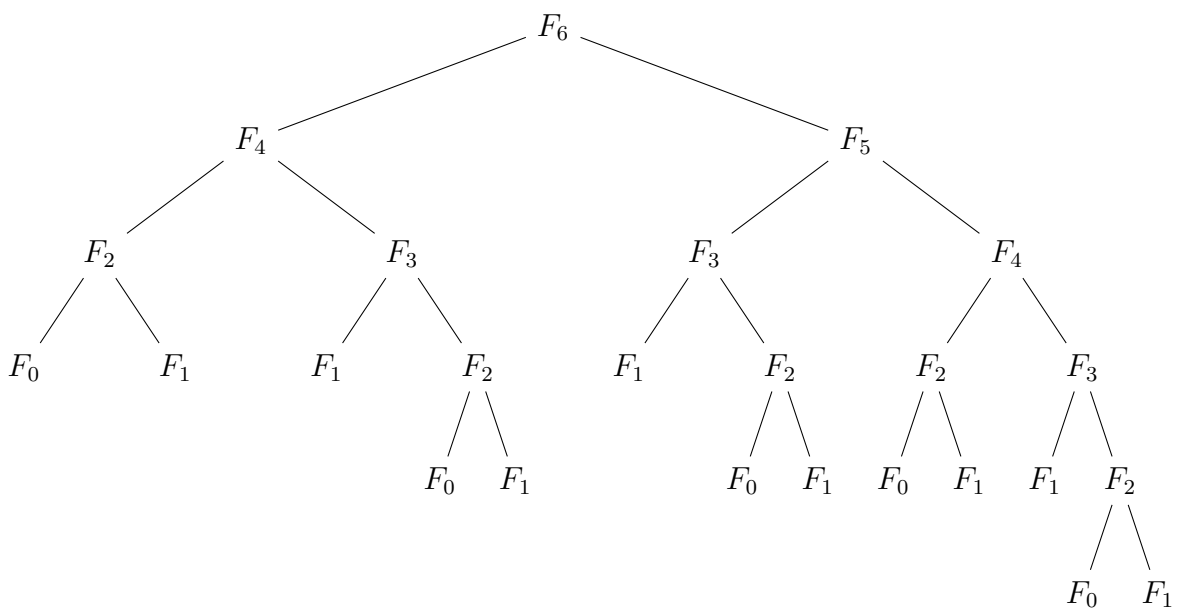 F₆
F₄ F₅
F₂ F₃ F₃ F₄
F₀ F₁ F₁ F₂ F₁ F₂ F₂ F₃
F₀ F₁ F₀ F₁ F₀ F₁ F₁ F₂
F₀ F₁